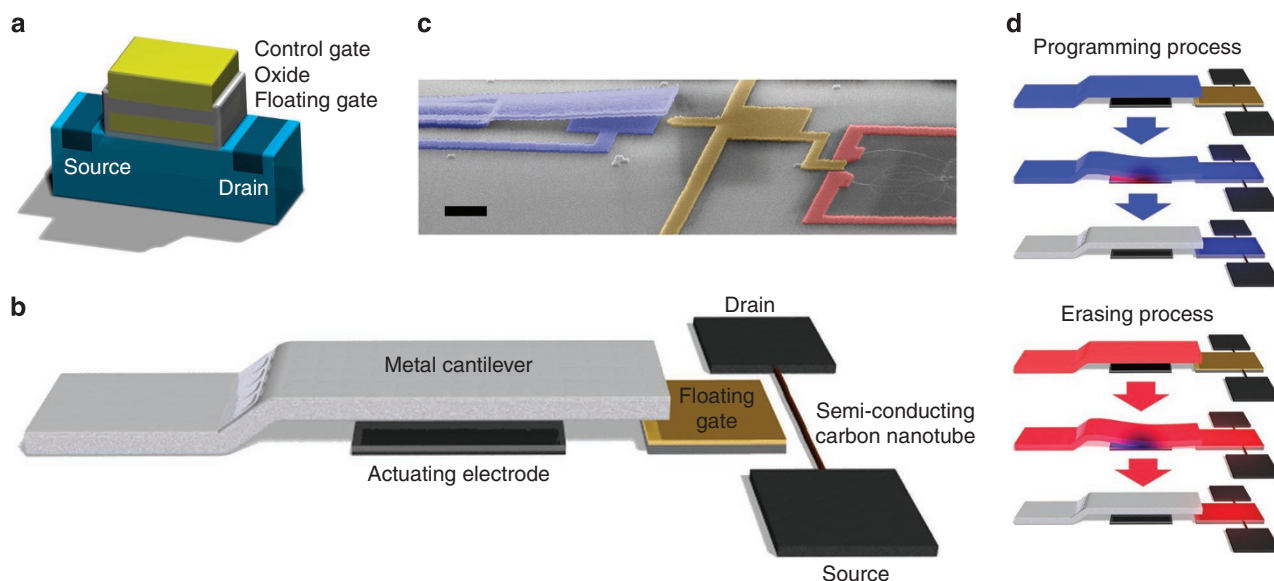 a
Control gate
Oxide
Floating gate
Source
Drain
b
Metal cantilever
Actuating electrode
Floating
gate
Drain
Semi-conducting
carbon nanotube
Source
c
d
Programming process
Erasing process